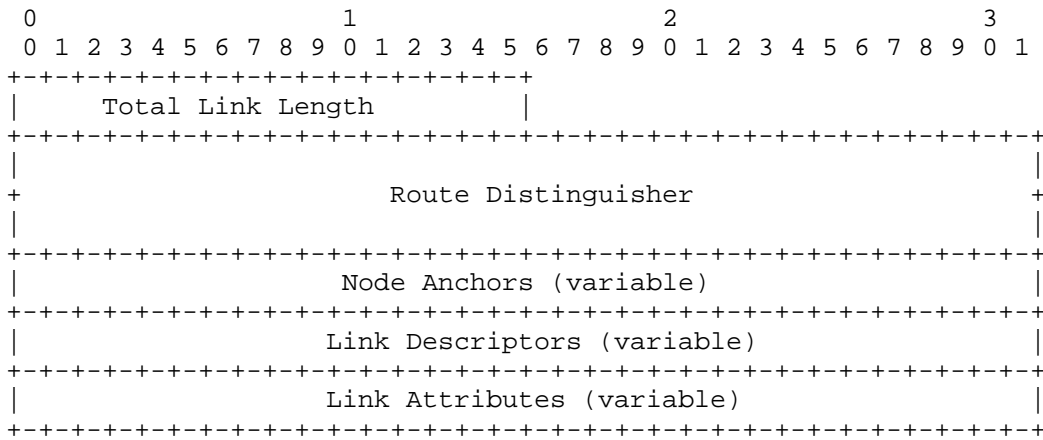 0                   1                   2                   3
 0 1 2 3 4 5 6 7 8 9 0 1 2 3 4 5 6 7 8 9 0 1 2 3 4 5 6 7 8 9 0 1
+-+-+-+-+-+-+-+-+-+-+-+-+-+-+-+-+
|     Total Link Length         |
+-+-+-+-+-+-+-+-+-+-+-+-+-+-+-+-+-+-+-+-+-+-+-+-+-+-+-+-+-+-+-+-+
|                                                               |
+                       Route Distinguisher                     +
|                                                               |
+-+-+-+-+-+-+-+-+-+-+-+-+-+-+-+-+-+-+-+-+-+-+-+-+-+-+-+-+-+-+-+-+
|                    Node Anchors (variable)                    |
+-+-+-+-+-+-+-+-+-+-+-+-+-+-+-+-+-+-+-+-+-+-+-+-+-+-+-+-+-+-+-+-+
|                   Link Descriptors (variable)                 |
+-+-+-+-+-+-+-+-+-+-+-+-+-+-+-+-+-+-+-+-+-+-+-+-+-+-+-+-+-+-+-+-+
|                   Link Attributes (variable)                  |
+-+-+-+-+-+-+-+-+-+-+-+-+-+-+-+-+-+-+-+-+-+-+-+-+-+-+-+-+-+-+-+-+